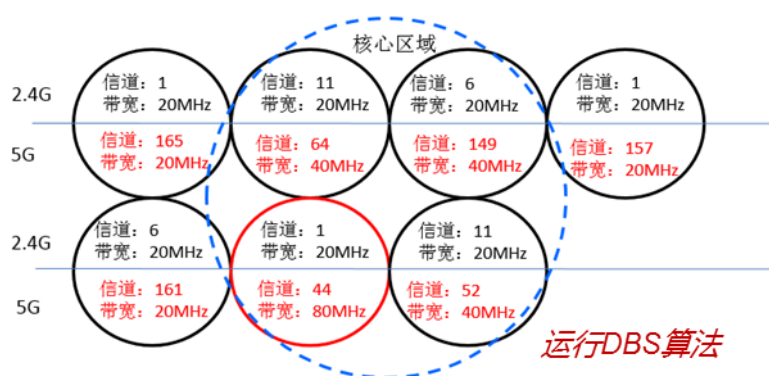 核心区域
2.4G
信道：1
带宽：20MHz
信道：11
带宽：20MHz
信道：6
带宽：20MHz
信道：1
带宽：20MHz
5G
信道：165
带宽：20MHz
信道：64
带宽：40MHz
信道：149
带宽：40MHz
信道：157
带宽：20MHz
2.4G
信道：6
带宽：20MHz
信道：1
带宽：20MHz
信道：11
带宽：20MHz
5G
信道：161
带宽：20MHz
信道：44
带宽：80MHz
信道：52
带宽：40MHz
运行DBS算法